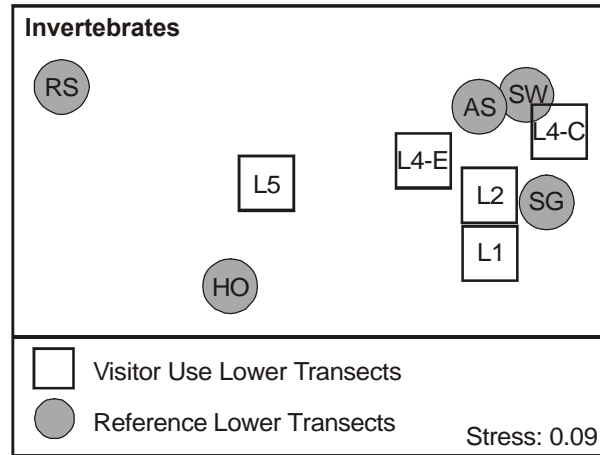 Invertebrates
RS
SW
AS
L4-C
L4-E
L5
L2
SG
L1
HO
Visitor Use Lower Transects
Reference Lower Transects
Stress: 0.09